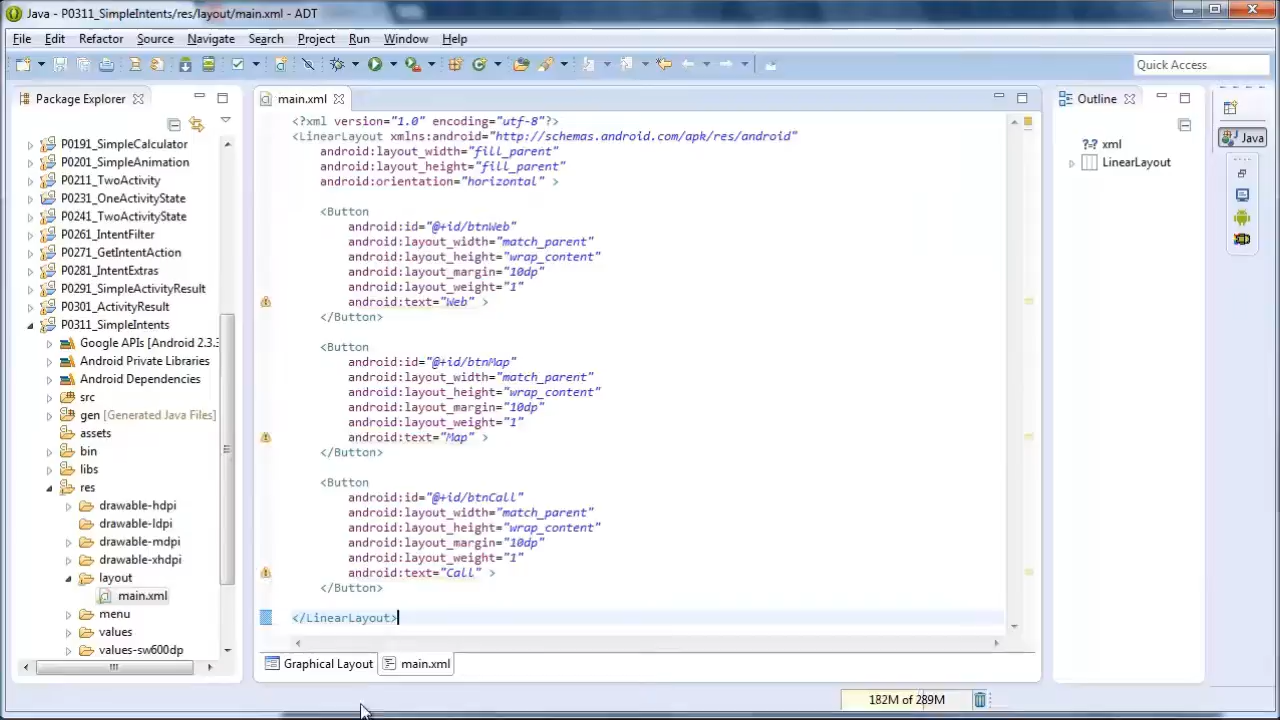 Java - P0311_SimpleIntents/res/layout/main.xml - ADT
File Edit Refactor Source Navigate Search Project Run Window Help
Quick Access
Package Explorer
P0191_SimpleCalculator
P0201_SimpleAnimation
P0211_TwoActivity
P0231_OneActivityState
P0241_TwoActivityState
P0261_IntentFilter
P0271_GetIntentAction
P0281_IntentExtras
P0291_SimpleActivityResult
P0301_ActivityResult
P0311_SimpleIntents
Google APIs [Android 2.3.3
Android Private Libraries
Android Dependencies
src
gen [Generated Java Files]
assets
bin
libs
res
drawable-hdpi
drawable-ldpi
drawable-mdpi
drawable-xhdpi
layout
main.xml
menu
values
values-sw600dp
main.xml
<?xml version="1.0" encoding="utf-8"?>
<LinearLayout xmlns:android="http://schemas.android.com/apk/res/android"
android:layout_width="fill_parent"
android:layout_height="fill_parent"
android:orientation="horizontal" >
<Button
android:id="@+id/btnWeb"
android:layout_width="match_parent"
android:layout_height="wrap_content"
android:layout_margin="10dp"
android:layout_weight="1"
android:text="Web" >
</Button>
<Button
android:id="@+id/btnMap"
android:layout_width="match_parent"
android:layout_height="wrap_content"
android:layout_margin="10dp"
android:layout_weight="1"
android:text="Map" >
</Button>
<Button
android:id="@+id/btnCall"
android:layout_width="match_parent"
android:layout_height="wrap_content"
android:layout_margin="10dp"
android:layout_weight="1"
android:text="Call" >
</Button>
</LinearLayout>
Graphical Layout
main.xml
Outline
xml
LinearLayout
Java
182M of 289M